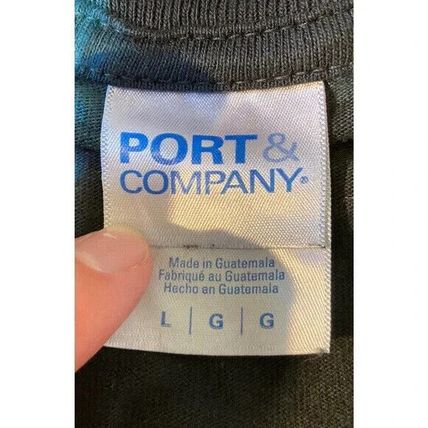 PORT &
COMPANY®
Made in Guatemala
Fabriqué au Guatemala
Hecho en Guatemala
L | G | G